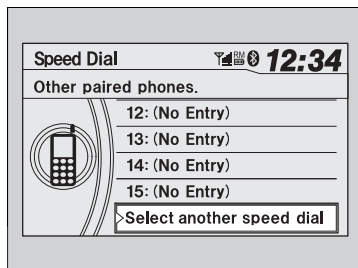 Speed Dial RM 12:34
Other paired phones.
12: (No Entry)
13: (No Entry)
14: (No Entry)
15: (No Entry)
Select another speed dial